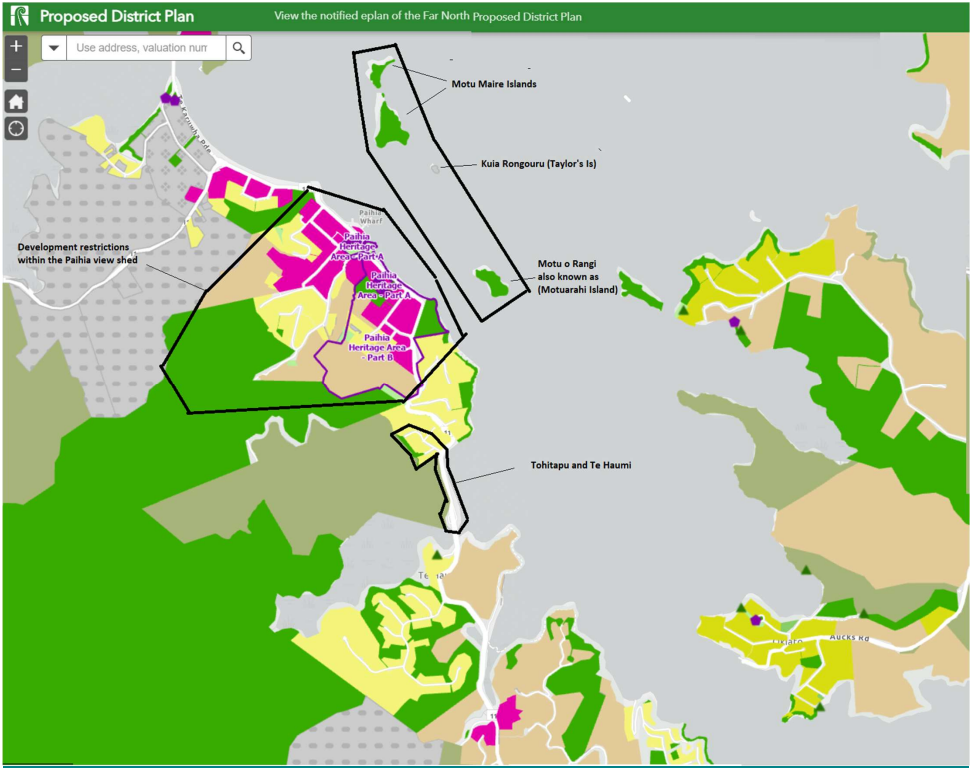 Proposed District Plan
View the notified eplan of the Far North Proposed District Plan
+
Use address, valuation num
−
Motu Maire Islands
Kuia Rongouru (Taylor's Is)
Paihia
Wharf
Development restrictions
within the Paihia view shed
Paihia
Heritage
Area - Part A
Paihia
Heritage
Area - Part A
Motu o Rangi
also known as
(Motuarahi Island)
Paihia
Heritage Area
- Part B
11
Tohitapu and Te Haumi
Aucks Rd
11